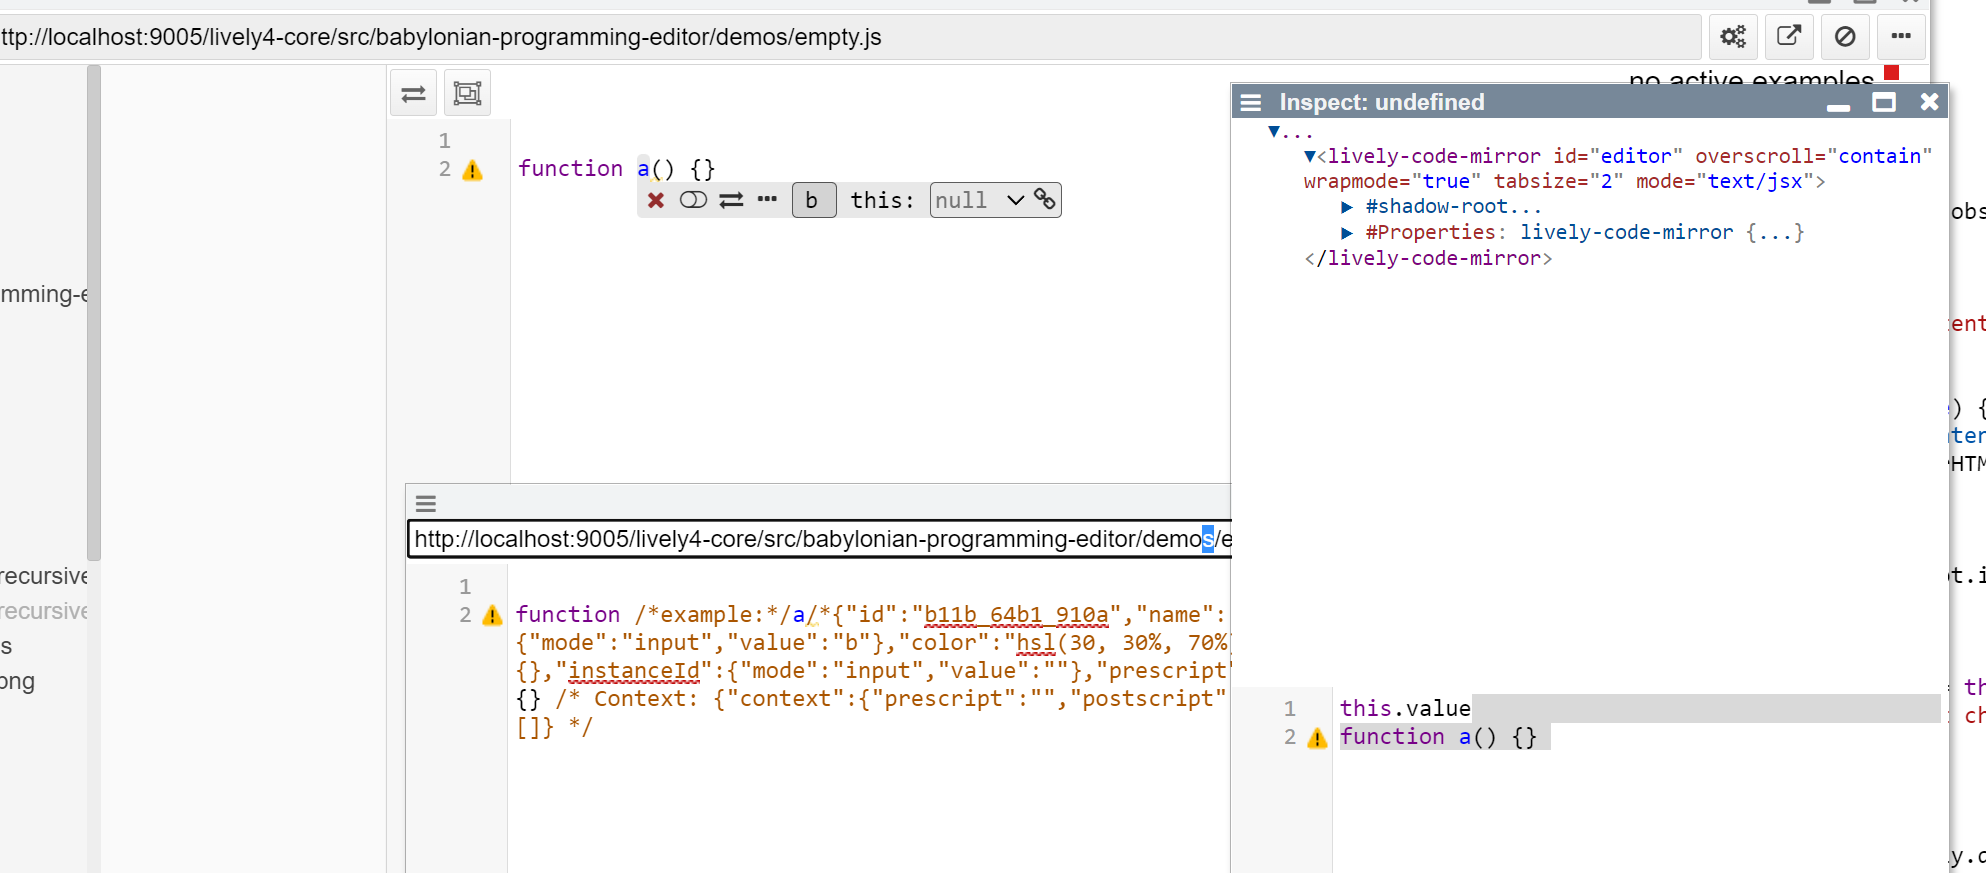 ttp://localhost:9005/lively4-core/src/babylonian-programming-editor/demos/empty.js
no active examples
Inspect: undefined
...
<lively-code-mirror id="editor" overscroll="contain"
wrapmode="true" tabsize="2" mode="text/jsx">
#shadow-root...
#Properties: lively-code-mirror {...}
</lively-code-mirror>
1
2 function a() {}
b this: null
mming-e
recursive
recursive
s
png
http://localhost:9005/lively4-core/src/babylonian-programming-editor/demos/e
1
2 function /*example:*/a/*{"id":"b11b_64b1_910a","name":
{"mode":"input","value":"b"},"color":"hsl(30, 30%, 70%
{},"instanceId":{"mode":"input","value":""},"prescript"
{} /* Context: {"context":{"prescript":"","postscript"
[]} */
1 this.value
2 function a() {}
obs
tent
) {
ter
HTM
t.i
th
ch
y.c